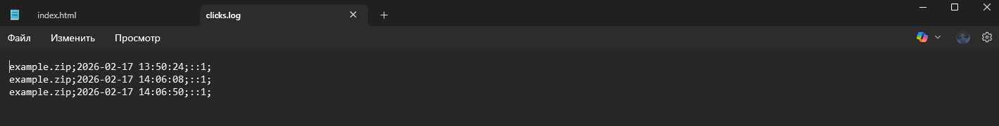 index.html
clicks.log
Файл Изменить Просмотр
example.zip;2026-02-17 13:50:24;::1;
example.zip;2026-02-17 14:06:08;::1;
example.zip;2026-02-17 14:06:50;::1;